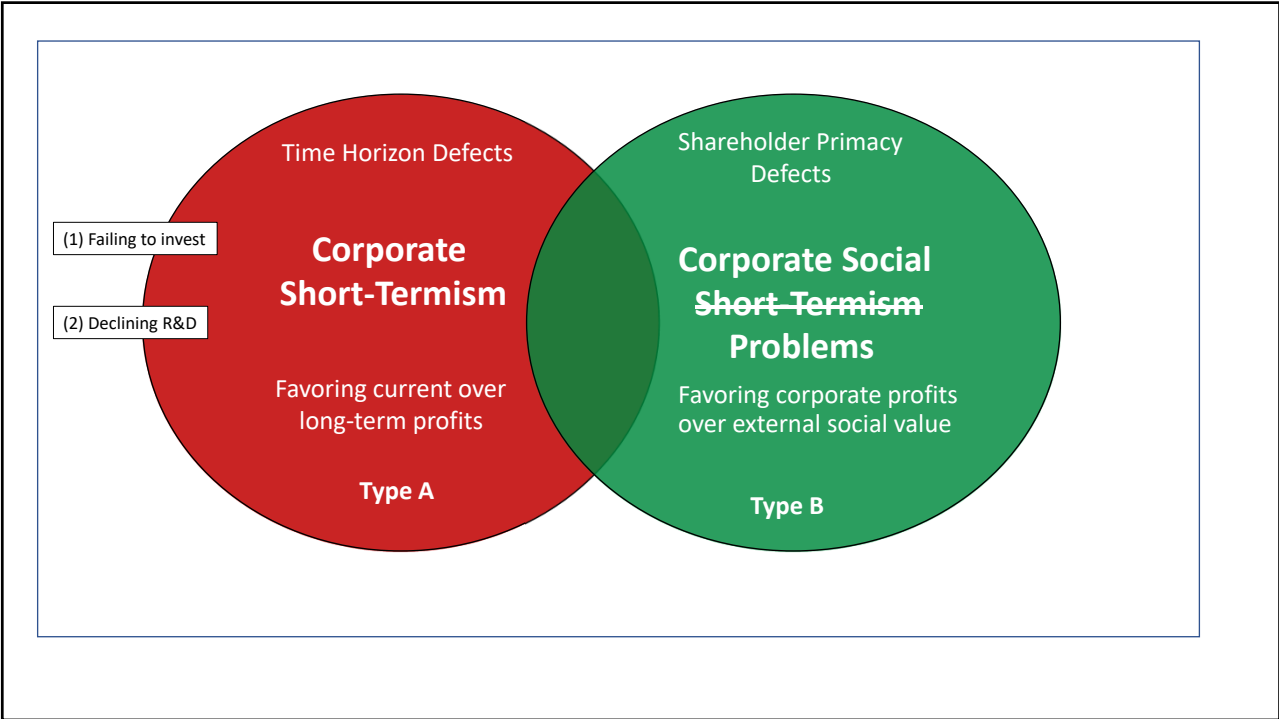 Time Horizon Defects
(1) Failing to invest
Corporate
Short-Termism
(2) Declining R&D
Favoring current over
long-term profits
Type A
Shareholder Primacy
Defects
Corporate Social
Short-Termism
Problems
Favoring corporate profits
over external social value
Type B